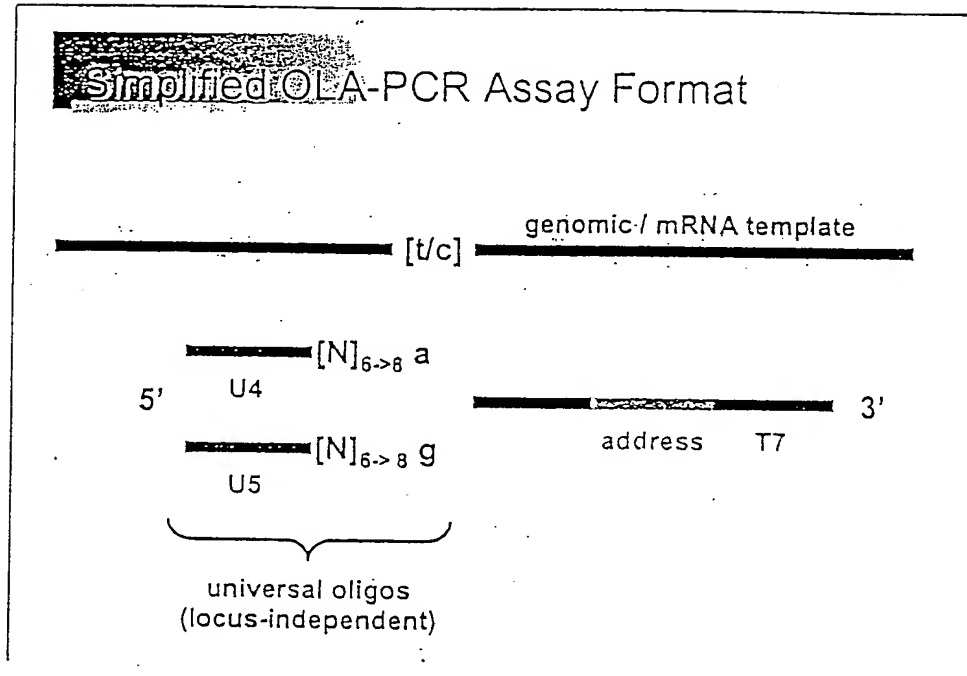 Simplified OLA-PCR Assay Format
genomic / mRNA template
[t/c]
[N]6->8 a
U4
5'
3'
address
T7
[N]6->8 g
U5
universal oligos
(locus-independent)